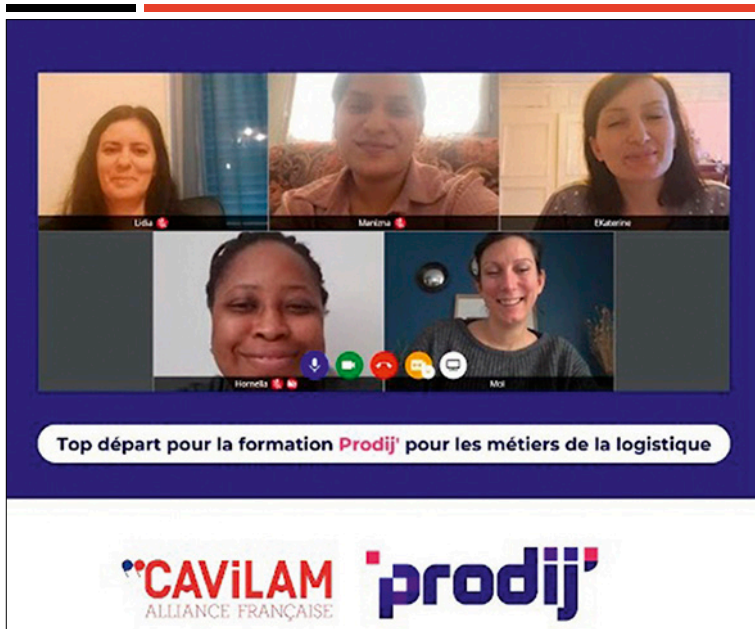 Lidia
Manizna
EKaterine
Hornella
Moi
Top départ pour la formation Prodij' pour les métiers de la logistique
CAViLAM
ALLIANCE FRANÇAISE
prodij'